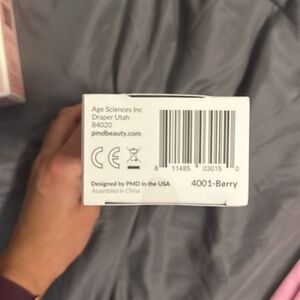 Age Sciences Inc
Draper Utah
84020
pmdbeauty.com
CE
8 11485 03015 0
Designed by PMD in the USA
Assembled in China
4001-Berry